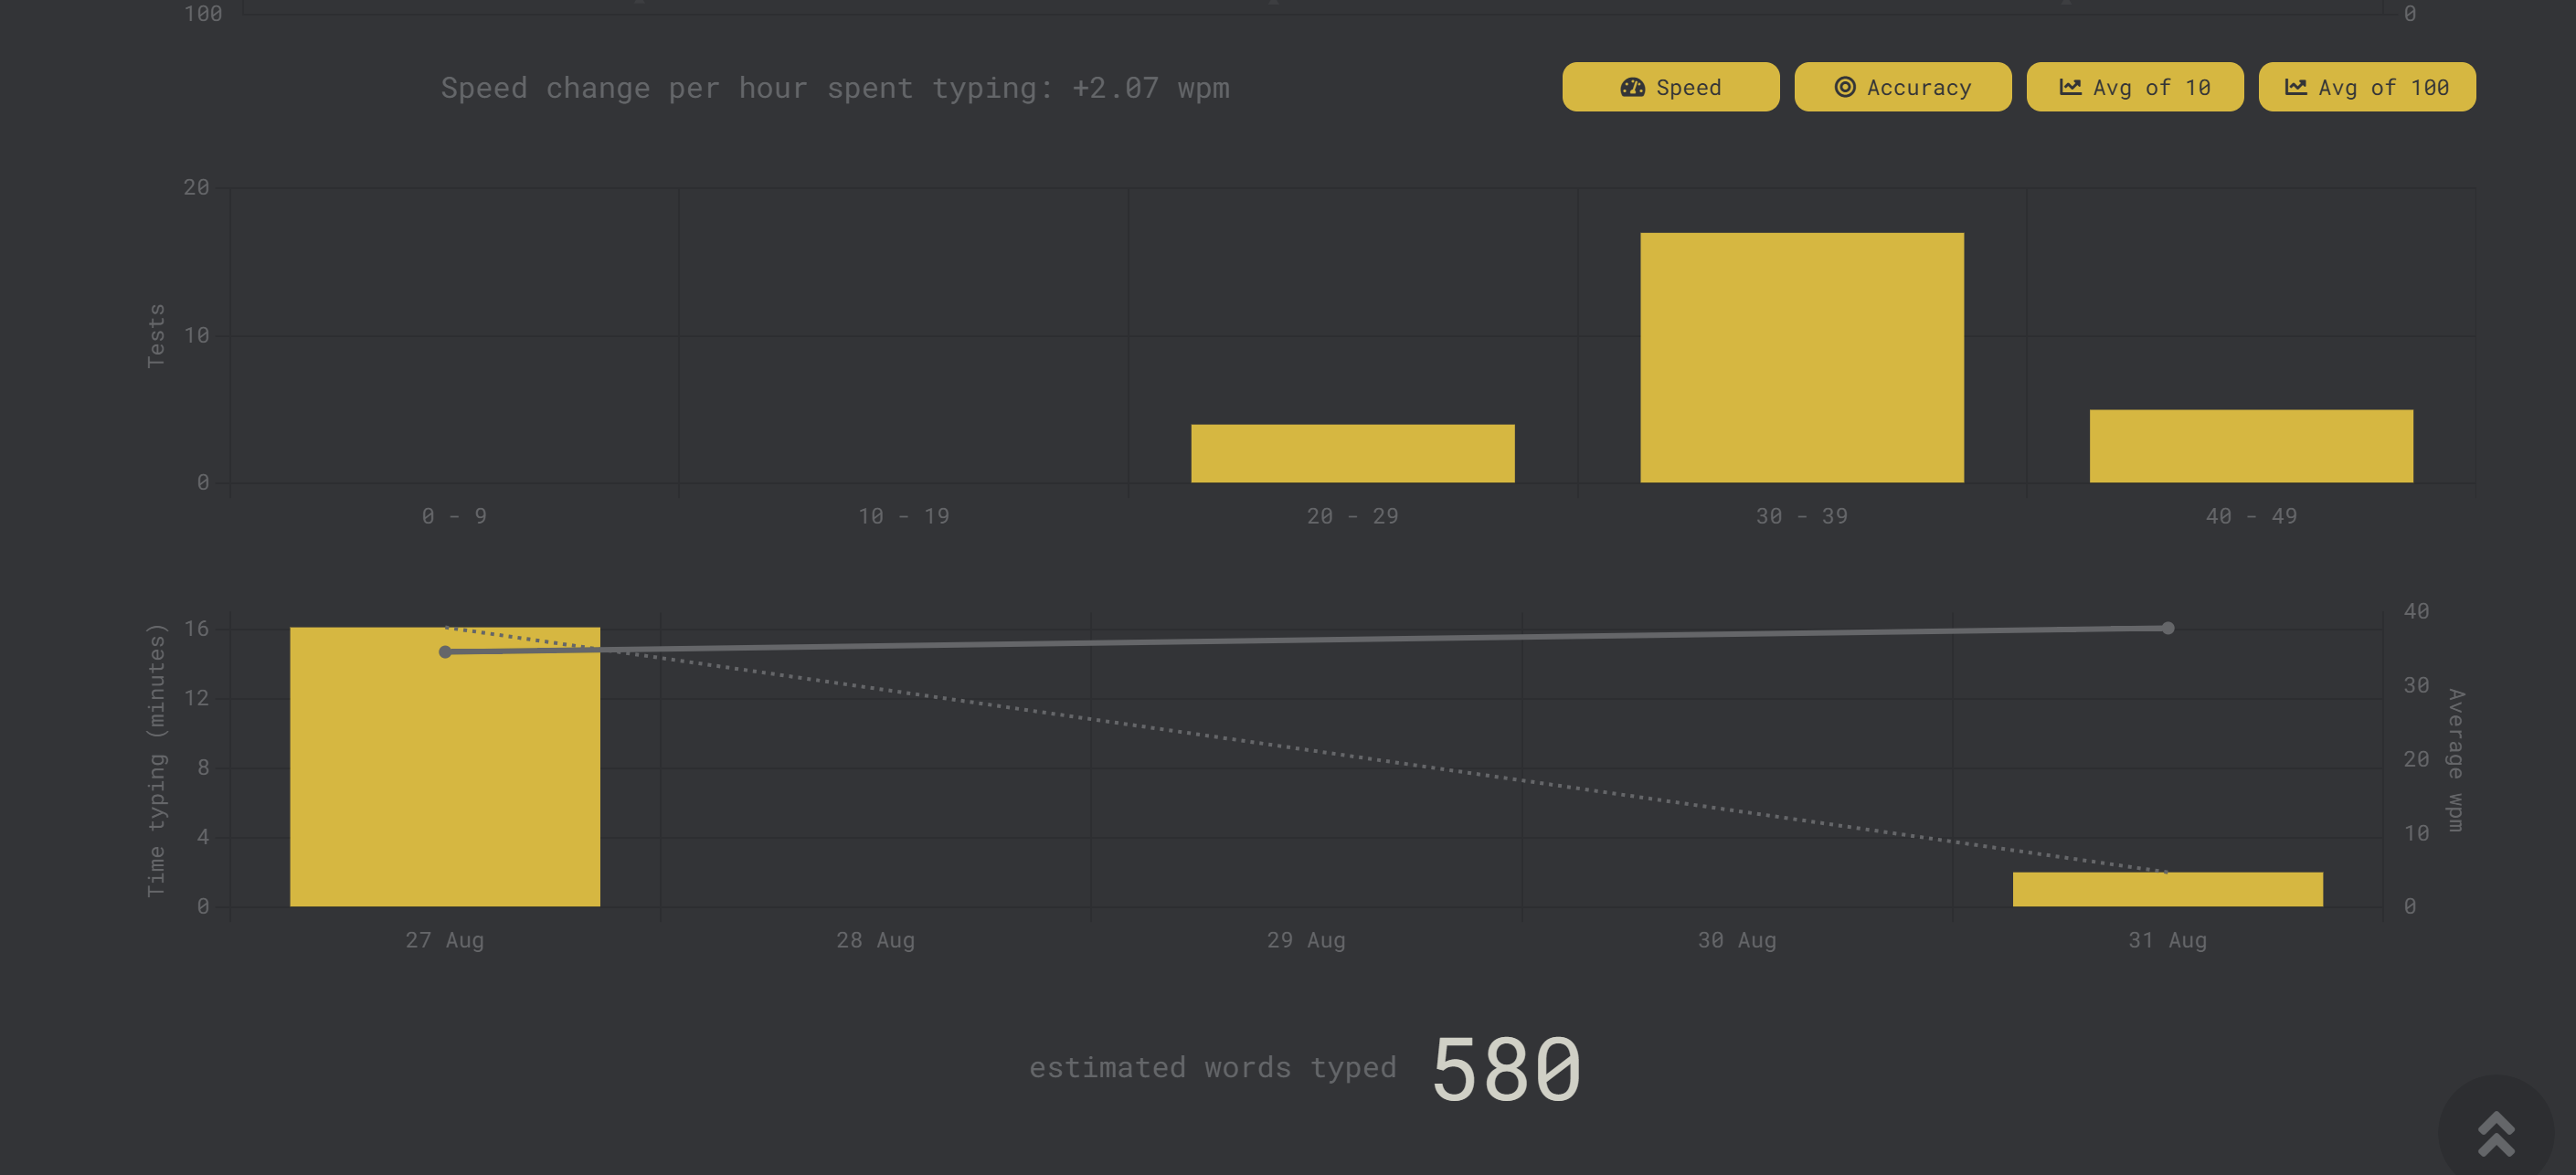 100
0
Speed change per hour spent typing: +2.07 wpm
Speed
Accuracy
Avg of 10
Avg of 100
20
10
0
Tests
0 - 9
10 - 19
20 - 29
30 - 39
40 - 49
16
12
8
4
0
Time typing (minutes)
40
30
20
10
0
Average wpm
27 Aug
28 Aug
29 Aug
30 Aug
31 Aug
estimated words typed 580